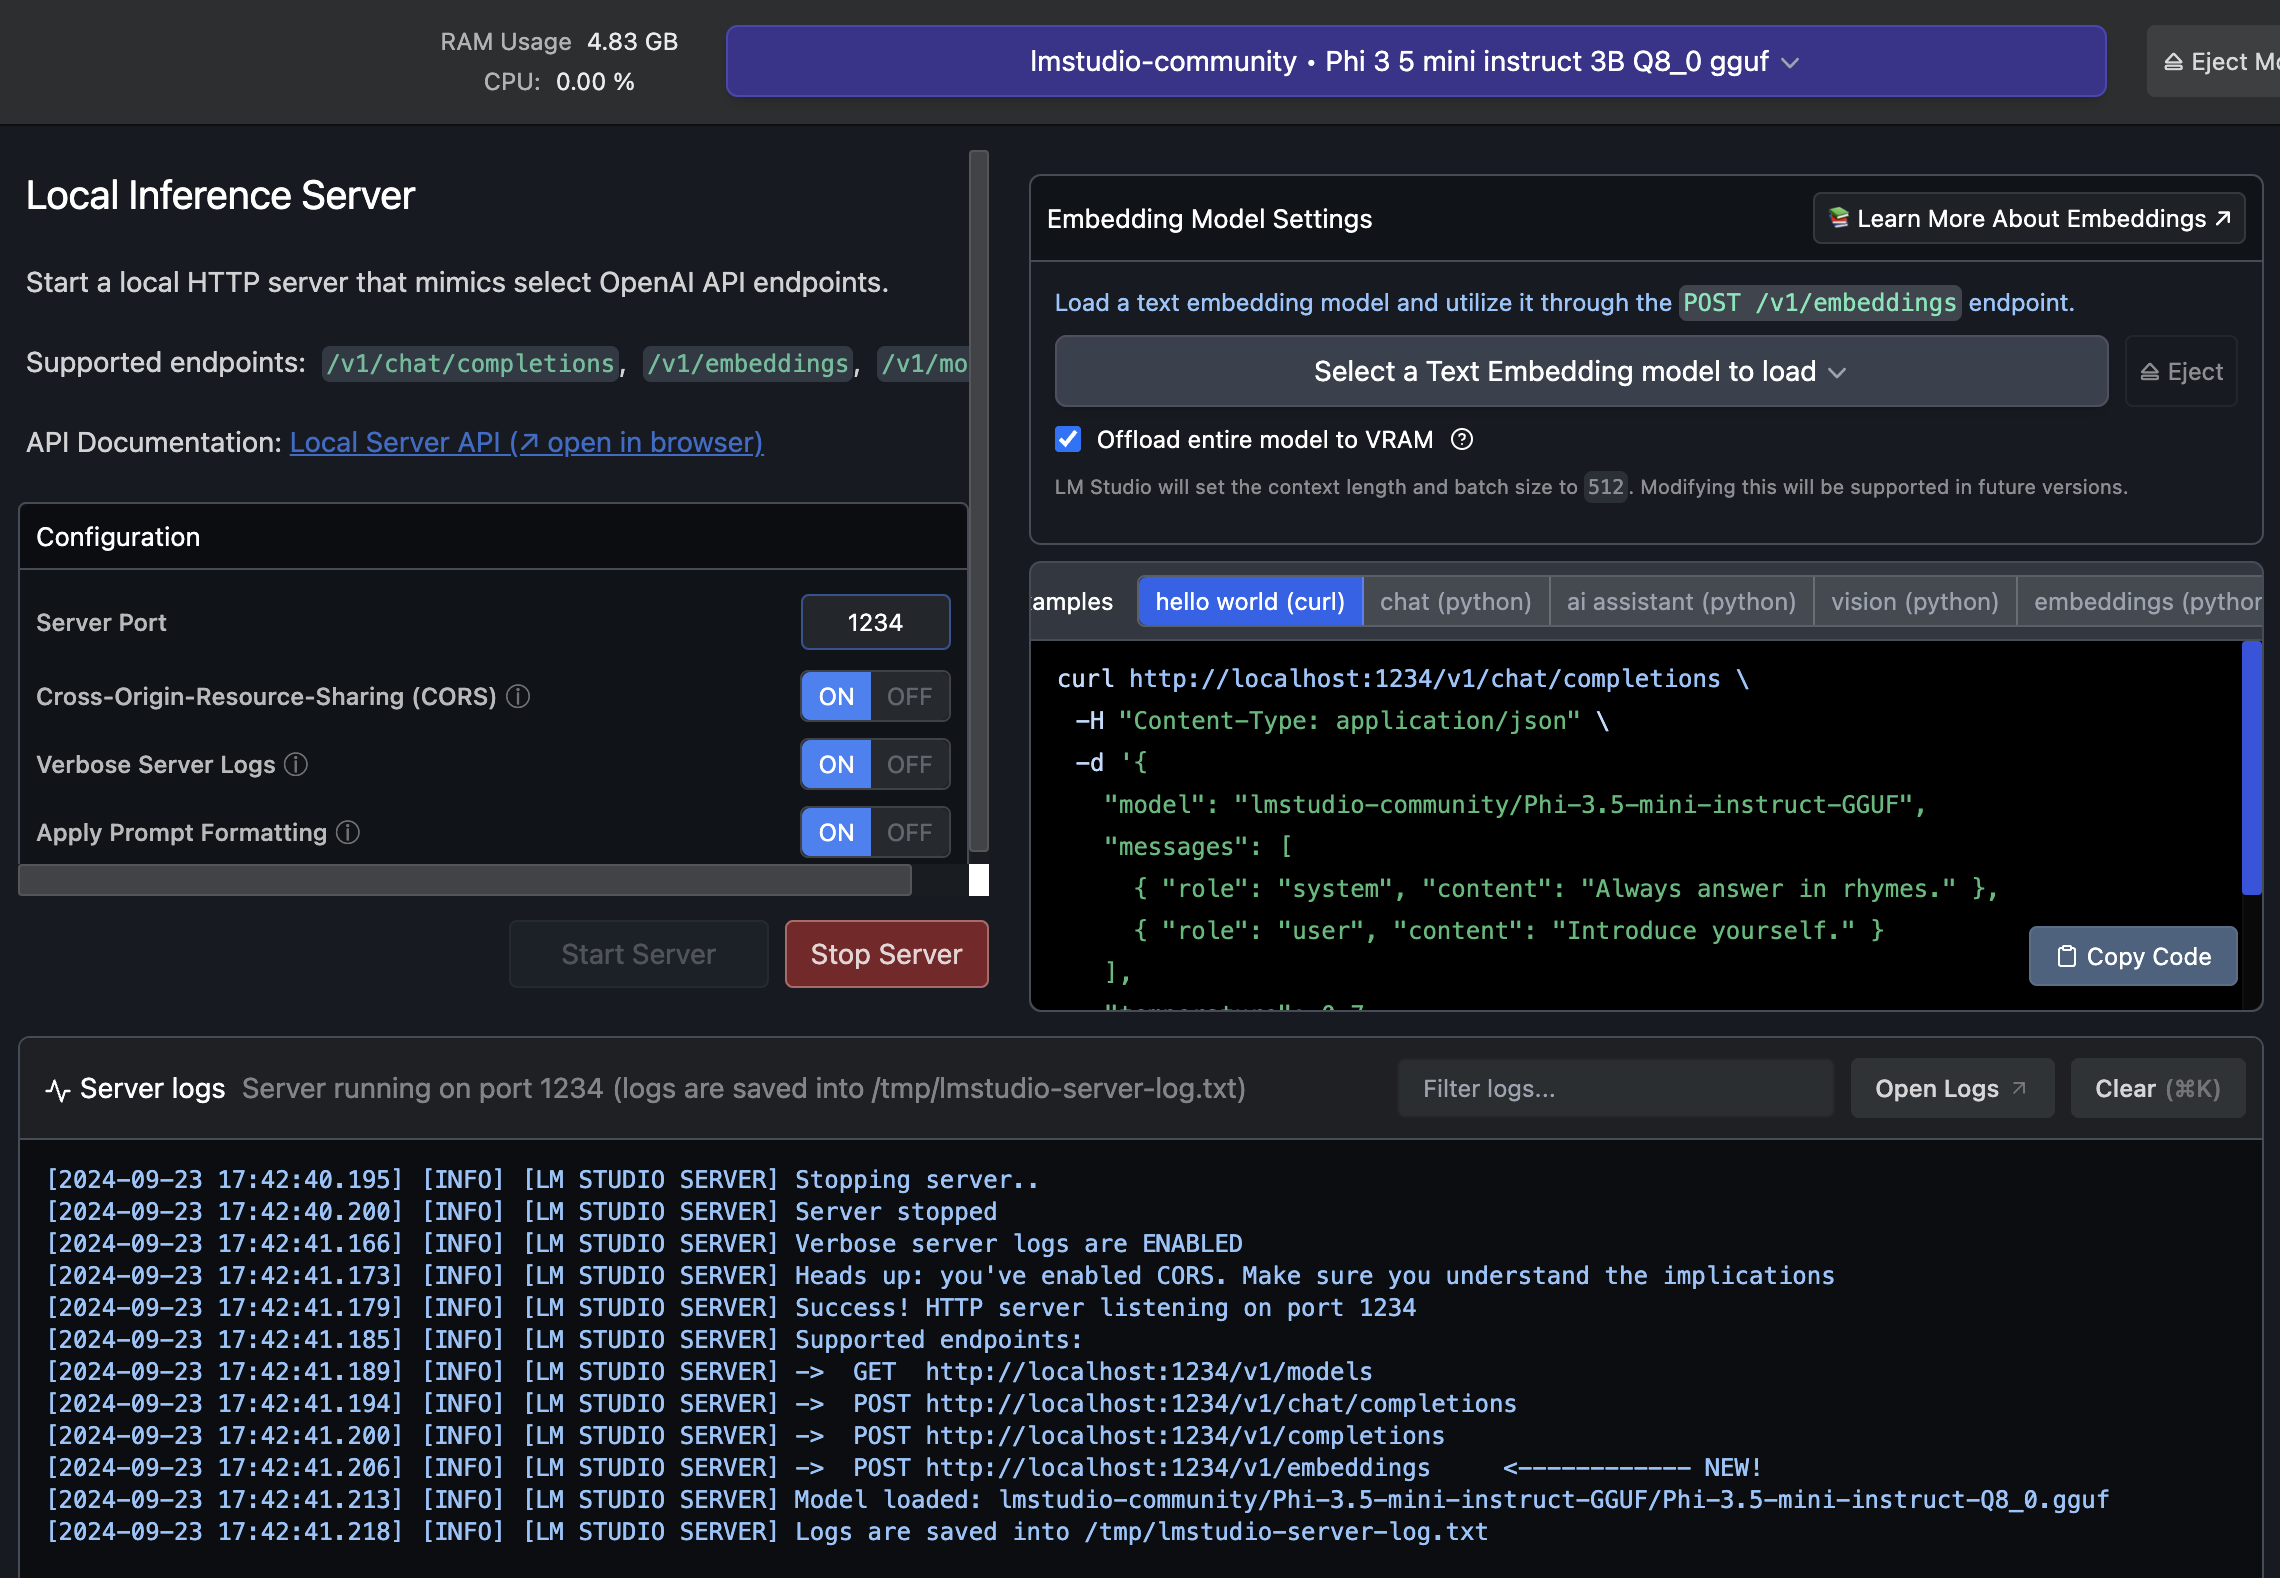 RAM Usage 4.83 GB
CPU: 0.00 %
lmstudio-community • Phi 3 5 mini instruct 3B Q8_0 gguf
Eject
Local Inference Server
Start a local HTTP server that mimics select OpenAI API endpoints.
Supported endpoints: /v1/chat/completions, /v1/embeddings, /v1/mo
API Documentation: Local Server API (↗ open in browser)
Configuration
Server Port 1234
Cross-Origin-Resource-Sharing (CORS) ON OFF
Verbose Server Logs ON OFF
Apply Prompt Formatting ON OFF
Start Server Stop Server
Embedding Model Settings
📚 Learn More About Embeddings ↗
Load a text embedding model and utilize it through the POST /v1/embeddings endpoint.
Select a Text Embedding model to load
Eject
Offload entire model to VRAM
LM Studio will set the context length and batch size to 512. Modifying this will be supported in future versions.
amples hello world (curl) chat (python) ai assistant (python) vision (python) embeddings (python
curl http://localhost:1234/v1/chat/completions \
-H "Content-Type: application/json" \
-d '{
"model": "lmstudio-community/Phi-3.5-mini-instruct-GGUF",
"messages": [
{ "role": "system", "content": "Always answer in rhymes." },
{ "role": "user", "content": "Introduce yourself." }
],
"temperature": 0.7
Copy Code
Server logs Server running on port 1234 (logs are saved into /tmp/lmstudio-server-log.txt)
Filter logs... Open Logs ↗ Clear (⌘K)
[2024-09-23 17:42:40.195] [INFO] [LM STUDIO SERVER] Stopping server..
[2024-09-23 17:42:40.200] [INFO] [LM STUDIO SERVER] Server stopped
[2024-09-23 17:42:41.166] [INFO] [LM STUDIO SERVER] Verbose server logs are ENABLED
[2024-09-23 17:42:41.173] [INFO] [LM STUDIO SERVER] Heads up: you've enabled CORS. Make sure you understand the implications
[2024-09-23 17:42:41.179] [INFO] [LM STUDIO SERVER] Success! HTTP server listening on port 1234
[2024-09-23 17:42:41.185] [INFO] [LM STUDIO SERVER] Supported endpoints:
[2024-09-23 17:42:41.189] [INFO] [LM STUDIO SERVER] -> GET http://localhost:1234/v1/models
[2024-09-23 17:42:41.194] [INFO] [LM STUDIO SERVER] -> POST http://localhost:1234/v1/chat/completions
[2024-09-23 17:42:41.200] [INFO] [LM STUDIO SERVER] -> POST http://localhost:1234/v1/completions
[2024-09-23 17:42:41.206] [INFO] [LM STUDIO SERVER] -> POST http://localhost:1234/v1/embeddings <------------ NEW!
[2024-09-23 17:42:41.213] [INFO] [LM STUDIO SERVER] Model loaded: lmstudio-community/Phi-3.5-mini-instruct-GGUF/Phi-3.5-mini-instruct-Q8_0.gguf
[2024-09-23 17:42:41.218] [INFO] [LM STUDIO SERVER] Logs are saved into /tmp/lmstudio-server-log.txt